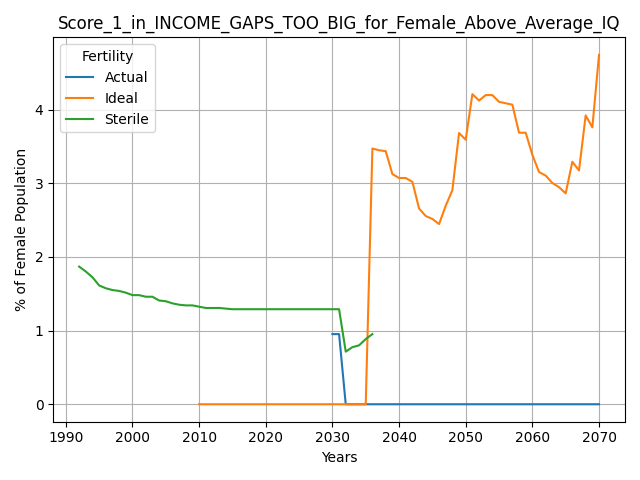 Score_1_in_INCOME_GAPS_TOO_BIG_for_Female_Above_Average_IQ
Fertility
Actual
Ideal
Sterile
% of Female Population
4
3
2
1
0
1990 2000 2010 2020 2030 2040 2050 2060 2070
Years